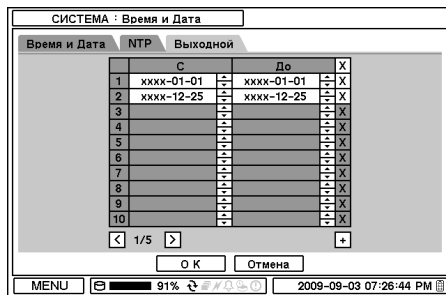 СИСТЕМА : Время и Дата
Время и Дата NTP Выходной
С До X
1 xxxx-01-01 xxxx-01-01 X
2 xxxx-12-25 xxxx-12-25 X
3 X
4 X
5 X
6 X
7 X
8 X
9 X
10 X
< 1/5 > +
О К Отмена
MENU 91% 2009-09-03 07:26:44 PM